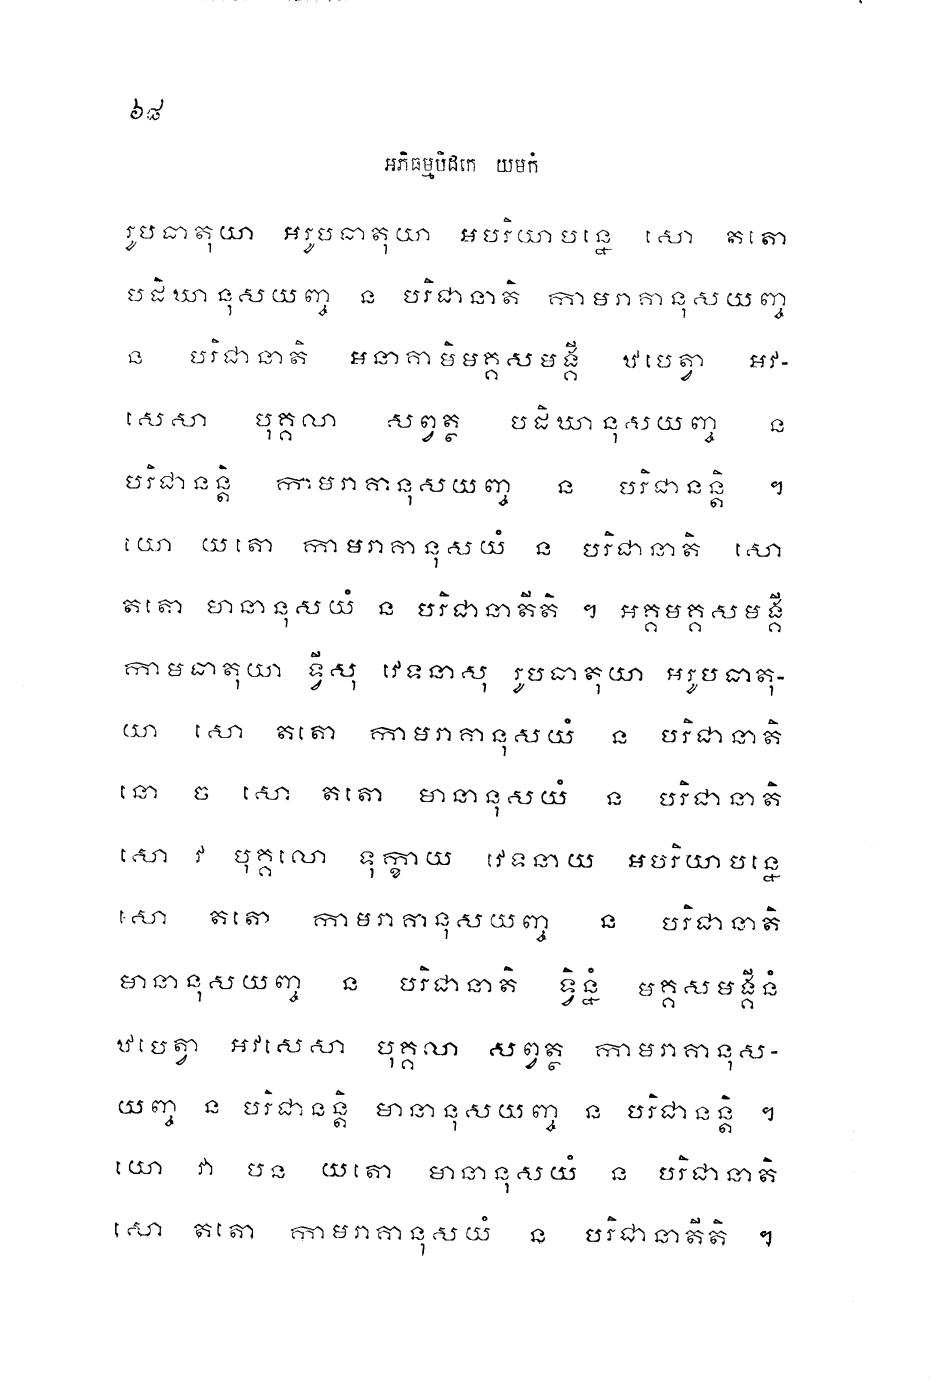 ៦៨
អភិធម្មបិដកេ យមកំ
រូបធាតុយា អរូបធាតុយា អបរិយាបន្នេ សោ តតោ
បដិឃានុសយញ្ច ន បរិជានាតិ កាមរាគានុសយញ្ច
ន បរិជានាតិ អនាគាមិមគ្គសមង្គឹ ឋបេត្វា អវ-
សេសា បុគ្គលា សព្វត្ថ បដិឃានុសយញ្ច ន
បរិជានន្តិ កាមរាគានុសយញ្ច ន បរិជានន្តិ ។
យោ យតោ កាមរាគានុសយំ ន បរិជានាតិ សោ
តតោ មានានុសយំ ន បរិជានាតីតិ ។ អគ្គមគ្គសមង្គី
កាមធាតុយា ទ្វីសុ វេទនាសុ រូបធាតុយា អរូបធាតុ-
យា សោ តតោ កាមរាគានុសយំ ន បរិជានាតិ
នោ ច សោ តតោ មានានុសយំ ន បរិជានាតិ
សោ វ បុគ្គលោ ទុក្ខាយ វេទនាយ អបរិយាបន្នេ
សោ តតោ កាមរាគានុសយញ្ច ន បរិជានាតិ
មានានុសយញ្ច ន បរិជានាតិ ទ្វិន្នំ មគ្គសមង្គីនំ
ឋបេត្វា អវសេសា បុគ្គលា សព្វត្ថ កាមរាគានុស-
យញ្ច ន បរិជានន្តិ មានានុសយញ្ច ន បរិជានន្តិ ។
យោ វា បន យតោ មានានុសយំ ន បរិជានាតិ
សោ តតោ កាមរាគានុសយំ ន បរិជានាតីតិ ។